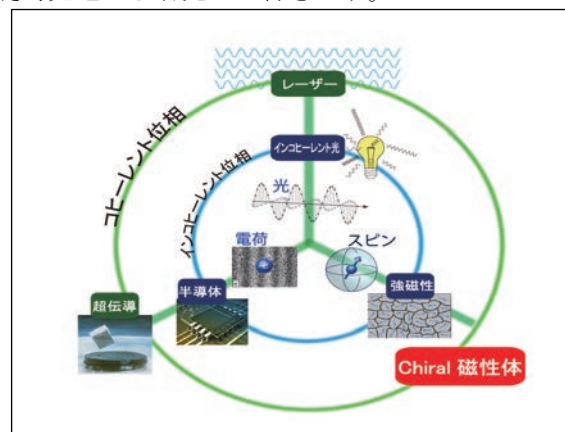 レーザー
コヒーレント位相
インコヒーレント光
インコヒーレント位相
光
電荷
スピン
半導体
強磁性
超伝導
Chiral 磁性体